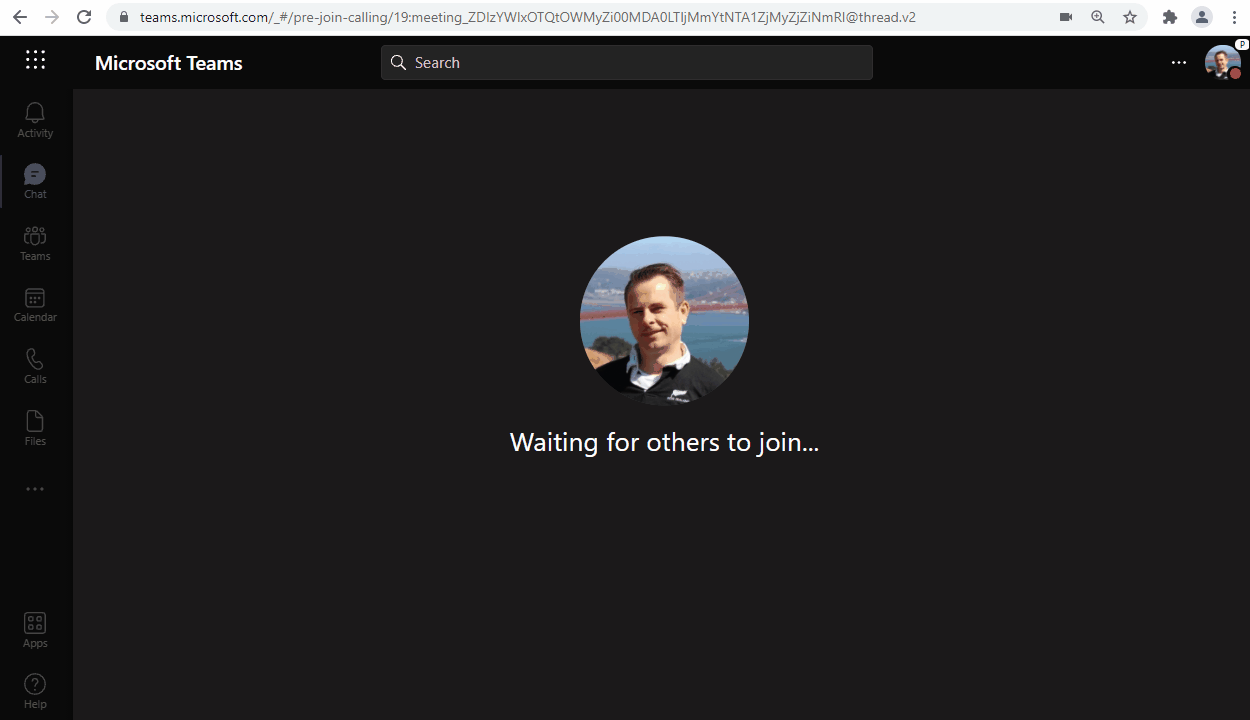 teams.microsoft.com/_#/pre-join-calling/19:meeting_ZDIzYWIxOTQtOWMyZi00MDA0LTljMmYtNTA1ZjMyZjZiNmRl@thread.v2
Microsoft Teams
Search
P
Activity
Chat
Teams
Calendar
Calls
Files
Waiting for others to join...
Apps
Help